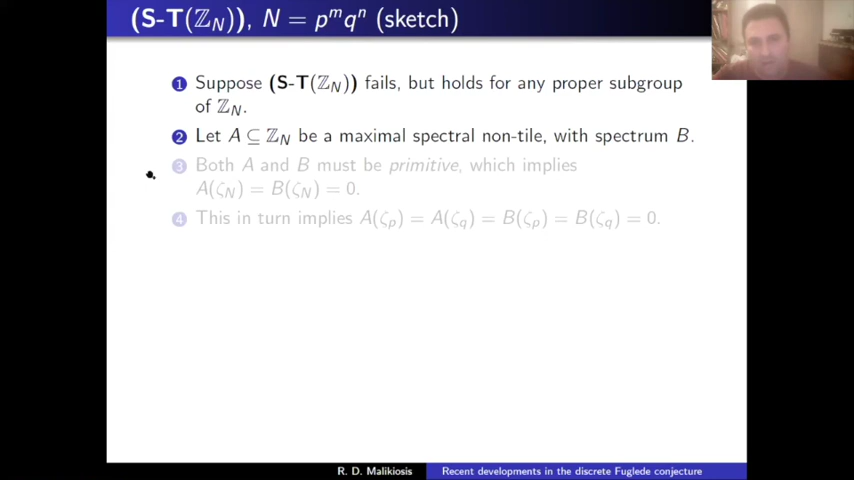 (S-T(ℤ_N)), N = p^m q^n (sketch)
1 Suppose (S-T(ℤ_N)) fails, but holds for any proper subgroup
of ℤ_N.
2 Let A ⊆ ℤ_N be a maximal spectral non-tile, with spectrum B.
3 Both A and B must be primitive, which implies
A(ζ_N) = B(ζ_N) = 0.
4 This in turn implies A(ζ_p) = A(ζ_q) = B(ζ_p) = B(ζ_q) = 0.
R. D. Malikiosis Recent developments in the discrete Fuglede conjecture